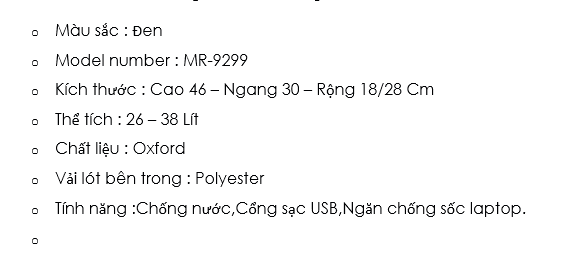 Màu sắc : Đen
Model number : MR-9299
Kích thước : Cao 46 – Ngang 30 – Rộng 18/28 Cm
Thể tích : 26 – 38 Lít
Chất liệu : Oxford
Vải lót bên trong : Polyester
Tính năng :Chống nước,Cổng sạc USB,Ngăn chống sốc laptop.